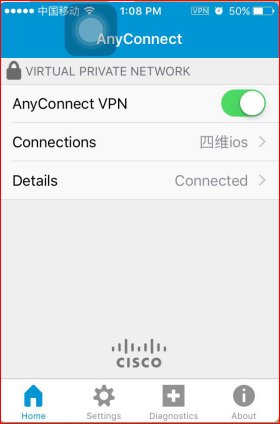 中国移动 1:08 PM VPN 50%
AnyConnect
VIRTUAL PRIVATE NETWORK
AnyConnect VPN
Connections 四维ios
Details Connected
CISCO
Home Settings Diagnostics About